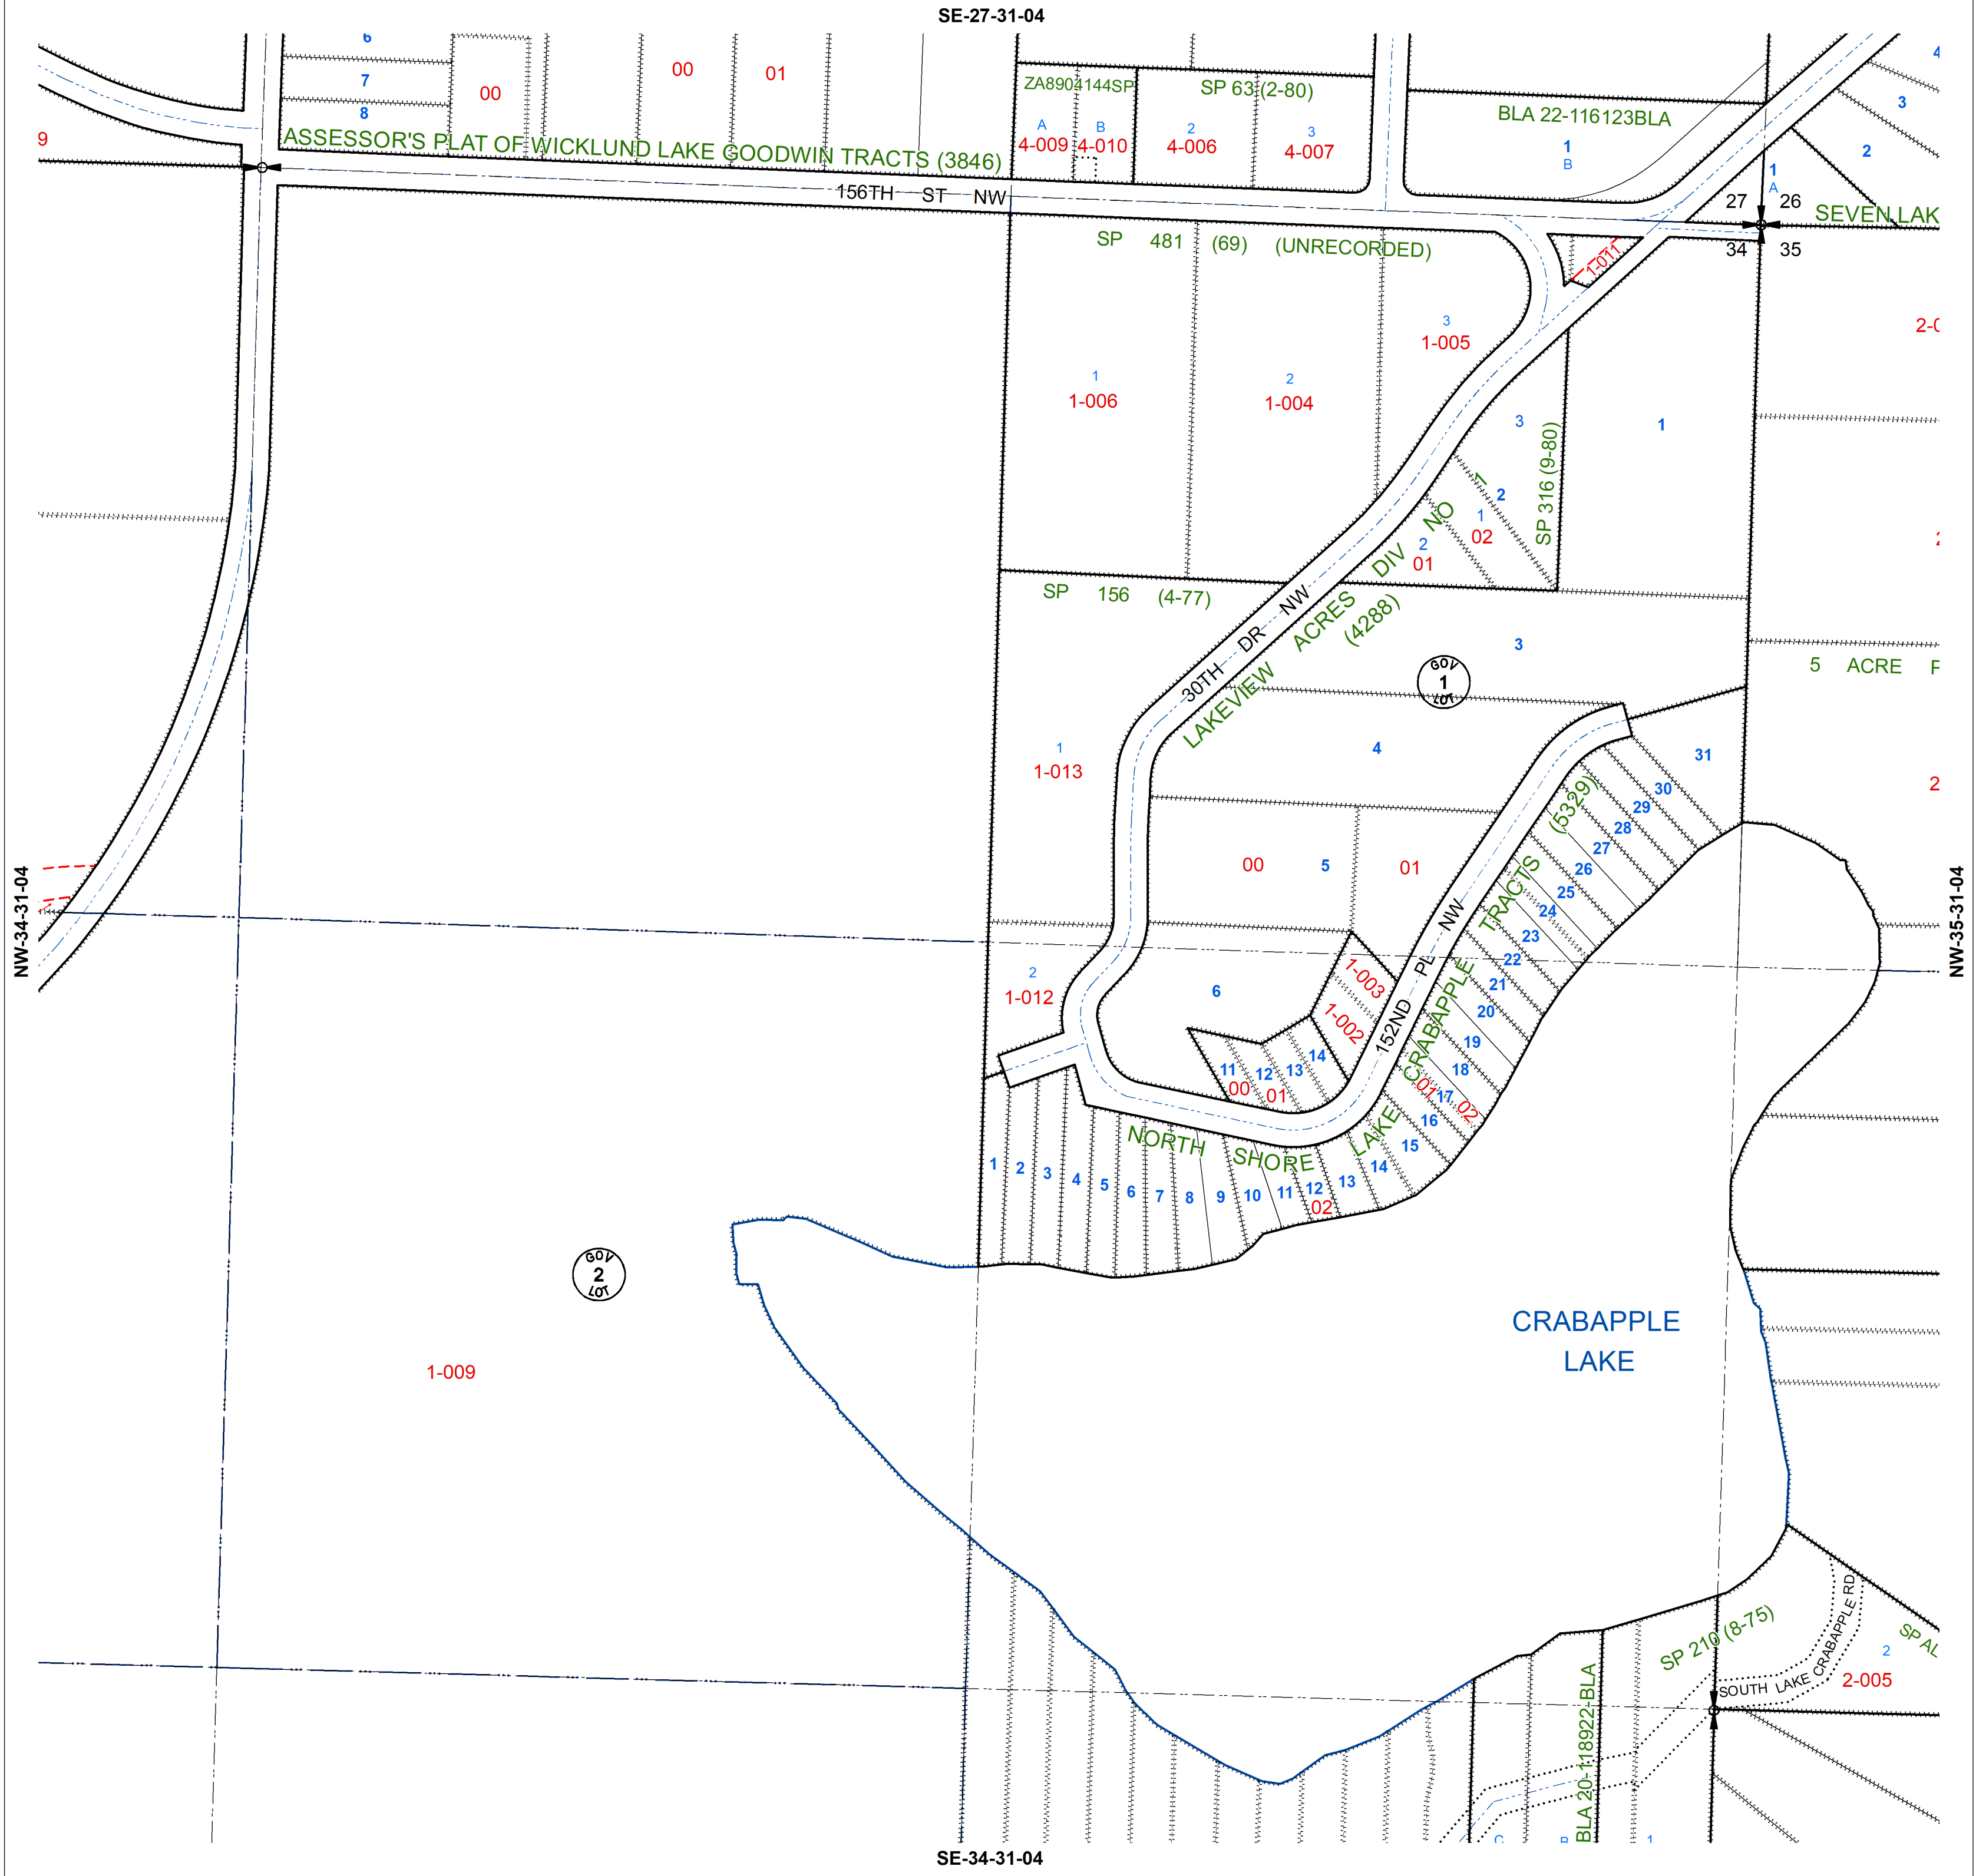 SE-27-31-04
6
7
8
00
00
01
ZA8904144SP
SP 63 (2-80)
A
4-009
B
4-010
2
4-006
3
4-007
BLA 22-116123BLA
1
B
4
3
2
1
A
9
ASSESSOR'S PLAT OF WICKLUND LAKE GOODWIN TRACTS (3846)
156TH ST NW
27 26
34 35
SEVEN LAK
SP 481 (69) (UNRECORDED)
1-011
1
1-006
2
1-004
3
1-005
2-0
3
1
2
1
02
2
01
SP 316 (9-80)
SP 156 (4-77)
30TH DR NW
LAKEVIEW ACRES DIV NO 1
(4288)
3
GOV
1
LOT
5 ACRE
4
1
1-013
31
30
29
28
27
26
25
24
23
22
21
20
19
18
17
01
02
16
15
14
13
12
02
11
10
9
8
7
6
5
4
3
2
1
2
00
5
01
NW-34-31-04
NW-35-31-04
2
1-012
6
1-003
1-002
14
13
12
01
11
00
152ND PL NW
NORTH SHORE LAKE CRABAPPLE TRACTS (5329)
GOV
2
LOT
1-009
CRABAPPLE
LAKE
SP 210 (8-75)
SOUTH LAKE CRABAPPLE RD
SP AL
2
2-005
BLA 20-118922-BLA
C
B
1
SE-34-31-04